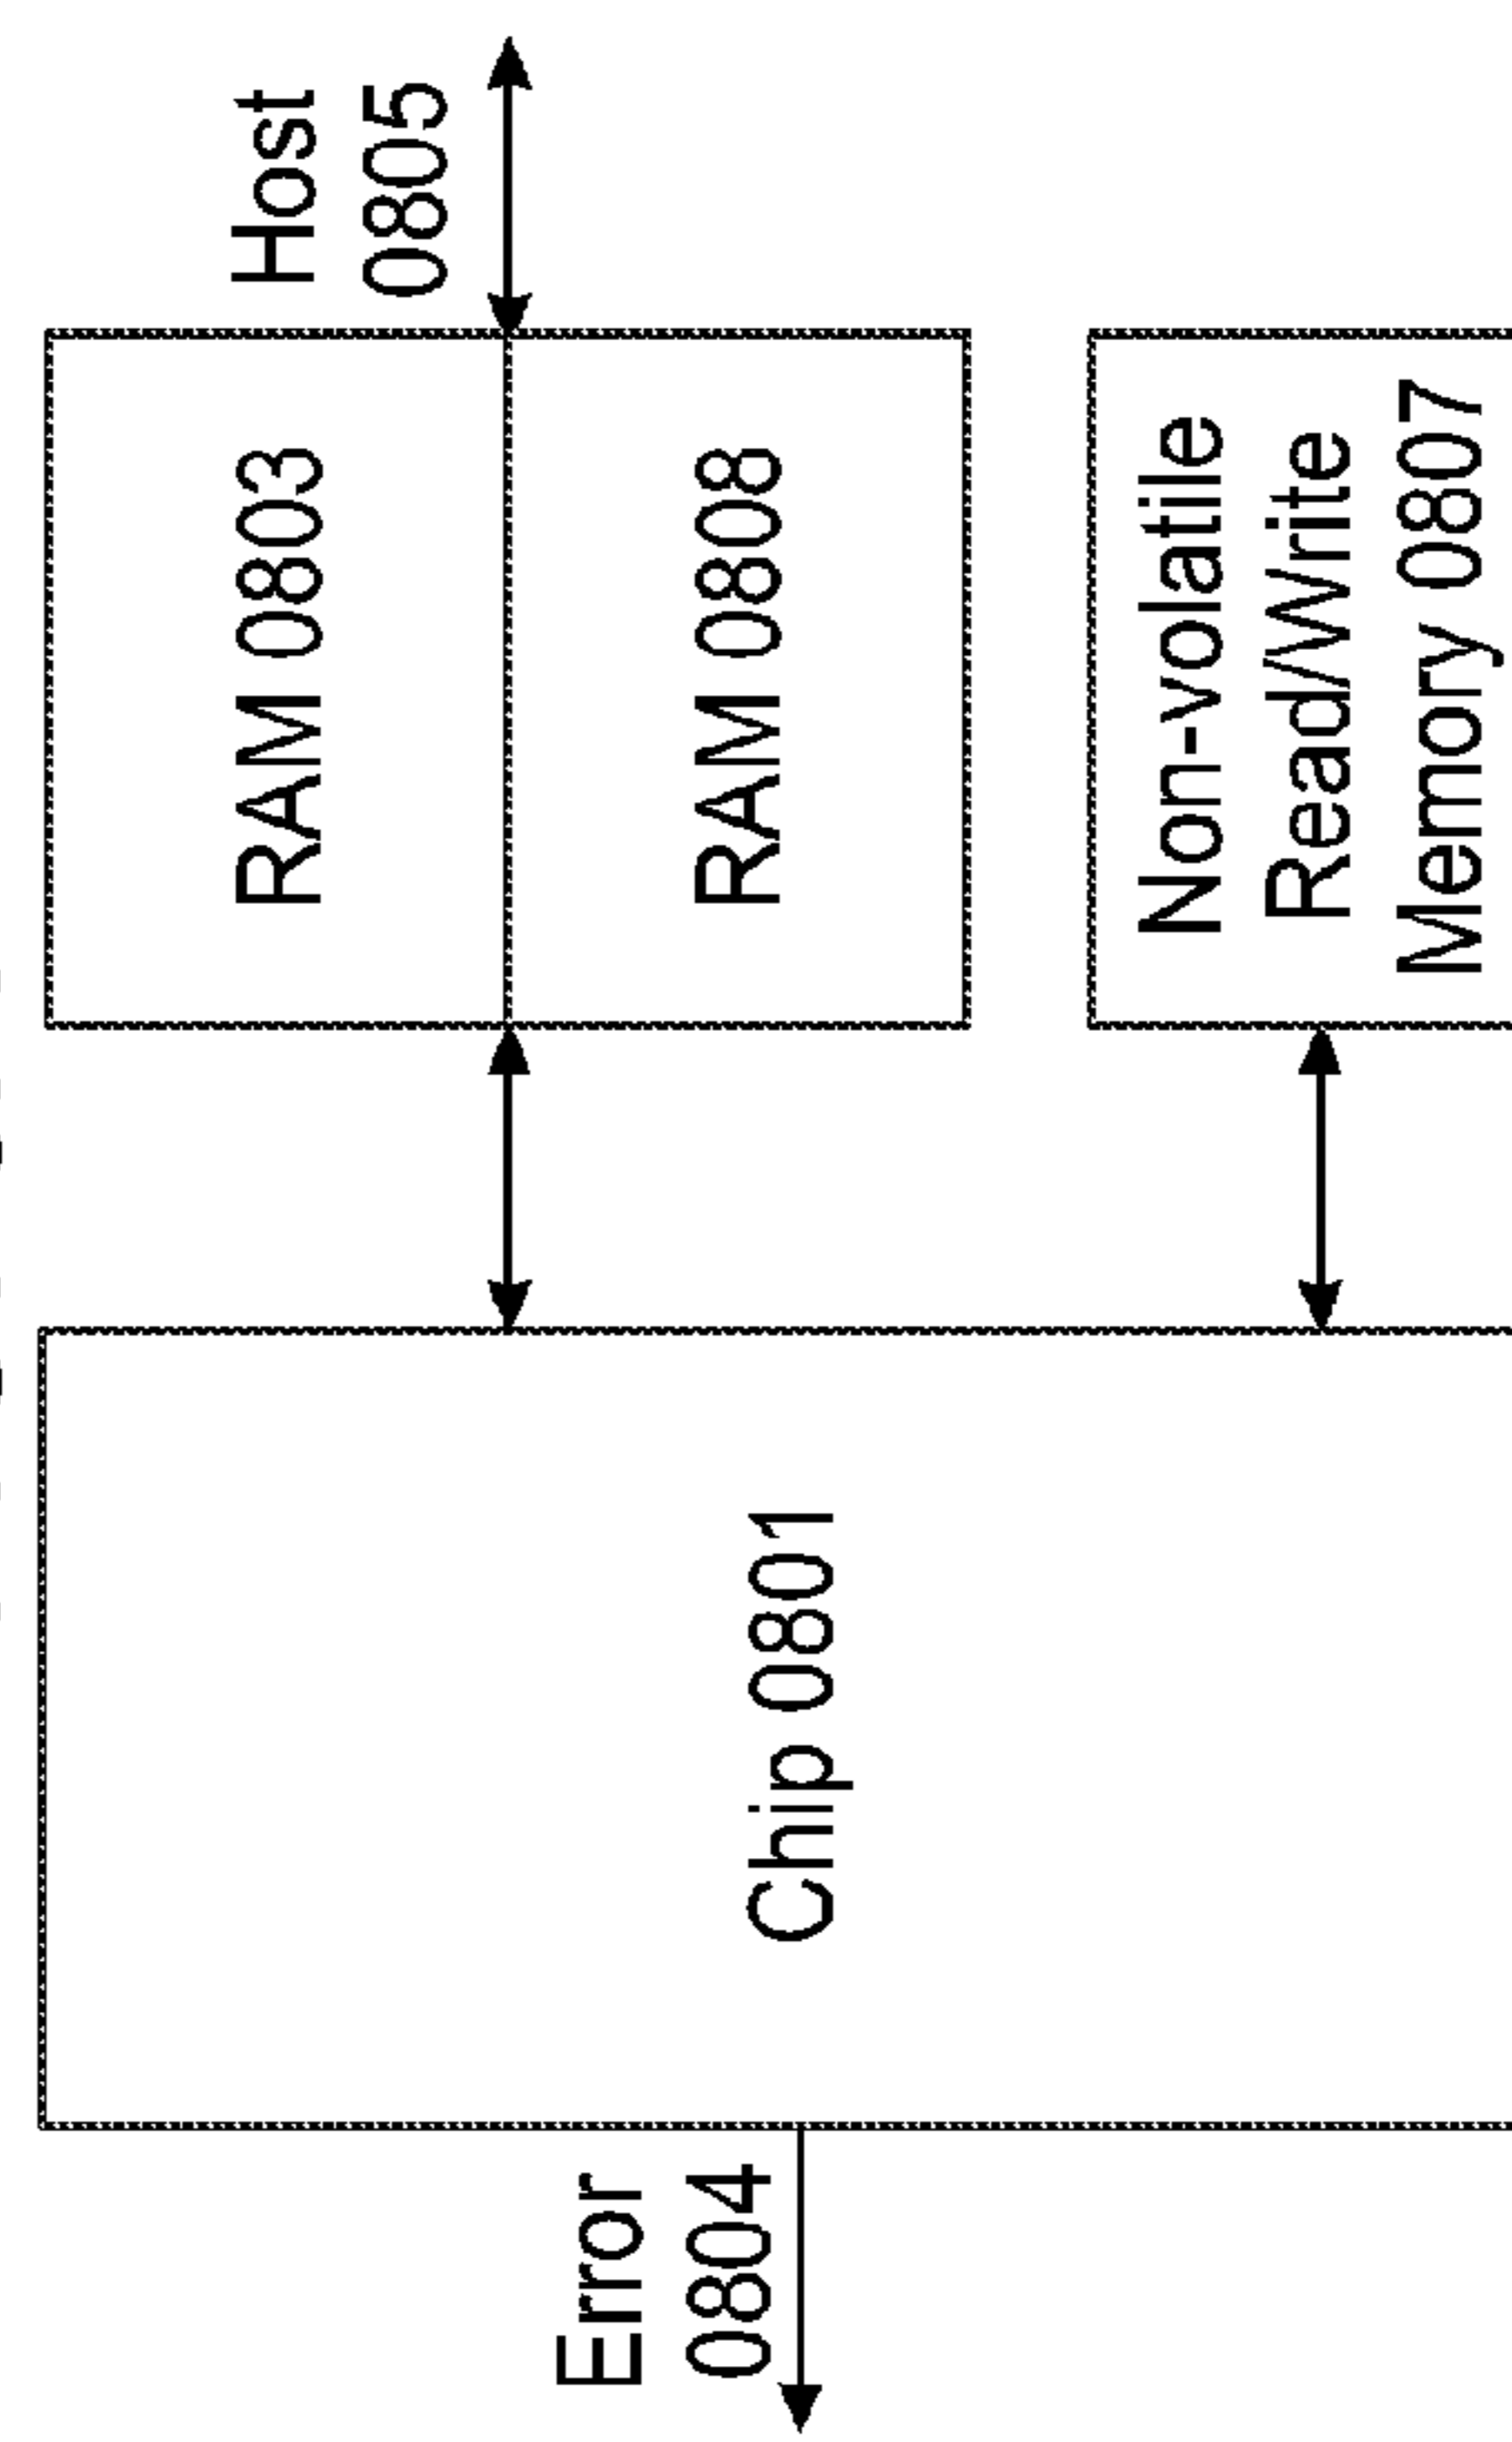 Error
0804
Chip 0801
RAM 0803
RAM 0808
Host
0805
Non-volatile
Read/Write
Memory 0807